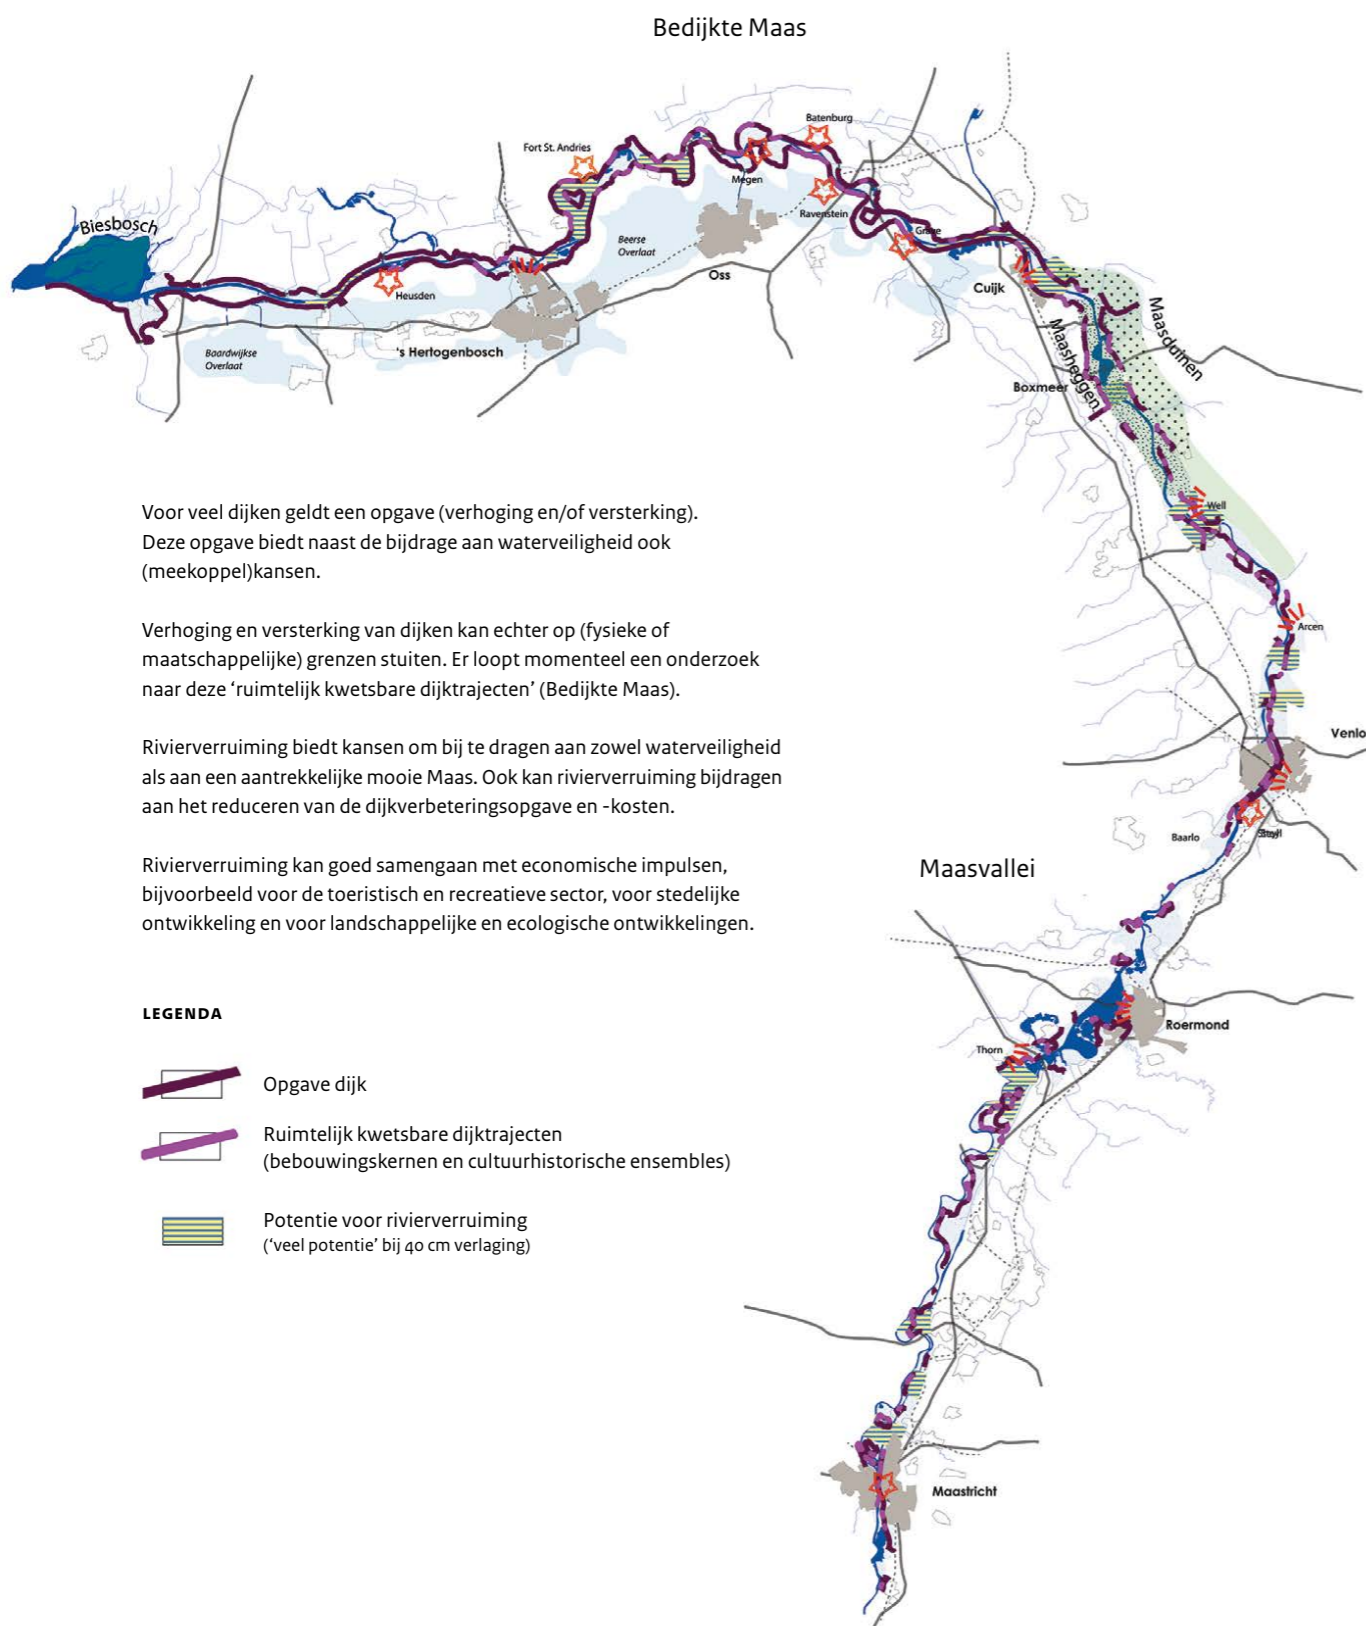 Bedijkte Maas
Batenburg
Fort St. Andries
Megen
Ravenstein
Biesbosch
Grave
Beerse
Overlaat
Oss
Cuijk
Heusden
Maasduinen
Maasheggen
's Hertogenbosch
Baardwijkse
Overlaat
Boxmeer
Well
Voor veel dijken geldt een opgave (verhoging en/of versterking).
Deze opgave biedt naast de bijdrage aan waterveiligheid ook
(meekoppel)kansen.
Verhoging en versterking van dijken kan echter op (fysieke of
maatschappelijke) grenzen stuiten. Er loopt momenteel een onderzoek
naar deze ‘ruimtelijk kwetsbare dijktrajecten’ (Bedijkte Maas).
Rivierverruiming biedt kansen om bij te dragen aan zowel waterveiligheid
als aan een aantrekkelijke mooie Maas. Ook kan rivierverruiming bijdragen
aan het reduceren van de dijkverbeteringsopgave en -kosten.
Rivierverruiming kan goed samengaan met economische impulsen,
bijvoorbeeld voor de toeristisch en recreatieve sector, voor stedelijke
ontwikkeling en voor landschappelijke en ecologische ontwikkelingen.
Arcen
Venlo
Baarlo
Maasvallei
Roermond
Thorn
Maastricht
LEGENDA
Opgave dijk
Ruimtelijk kwetsbare dijktrajecten
(bebouwingskernen en cultuurhistorische ensembles)
Potentie voor rivierverruiming
(‘veel potentie’ bij 40 cm verlaging)